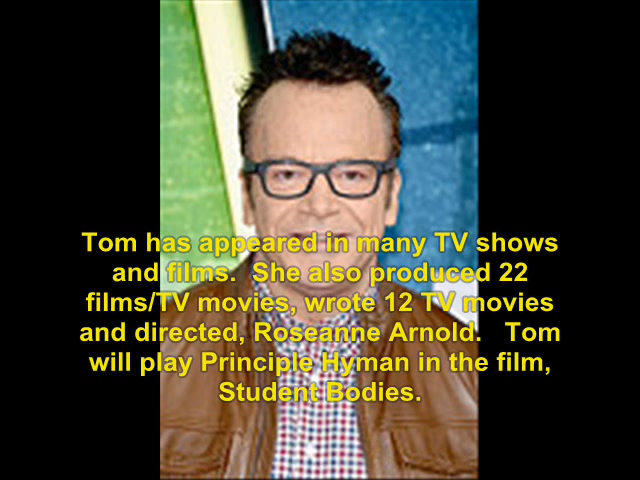 Tom has appeared in many TV shows
and films.  She also produced 22
films/TV movies, wrote 12 TV movies
and directed, Roseanne Arnold.   Tom
will play Principle Hyman in the film,
Student Bodies.